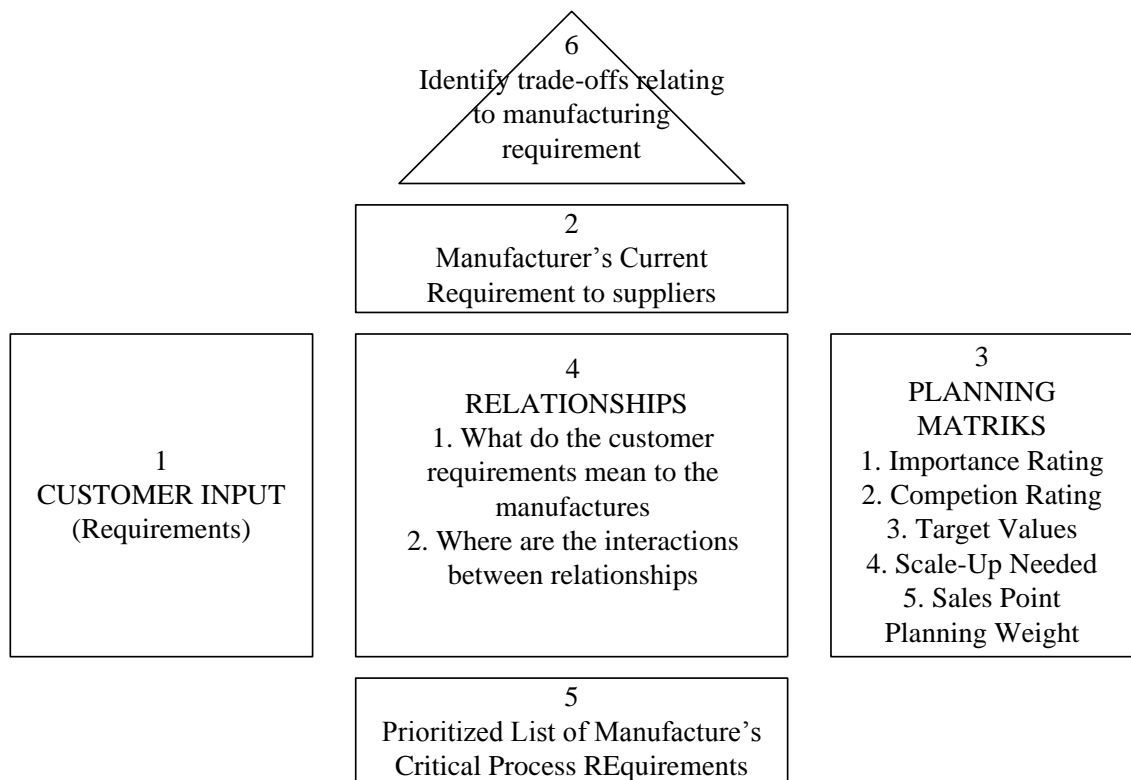 6
Identify trade-offs relating
to manufacturing
requirement
2
Manufacturer’s Current
Requirement to suppliers
1
CUSTOMER INPUT
(Requirements)
4
RELATIONSHIPS
1. What do the customer
requirements mean to the
manufactures
2. Where are the interactions
between relationships
3
PLANNING
MATRIKS
1. Importance Rating
2. Competion Rating
3. Target Values
4. Scale-Up Needed
5. Sales Point
Planning Weight
5
Prioritized List of Manufacture’s
Critical Process REquirements